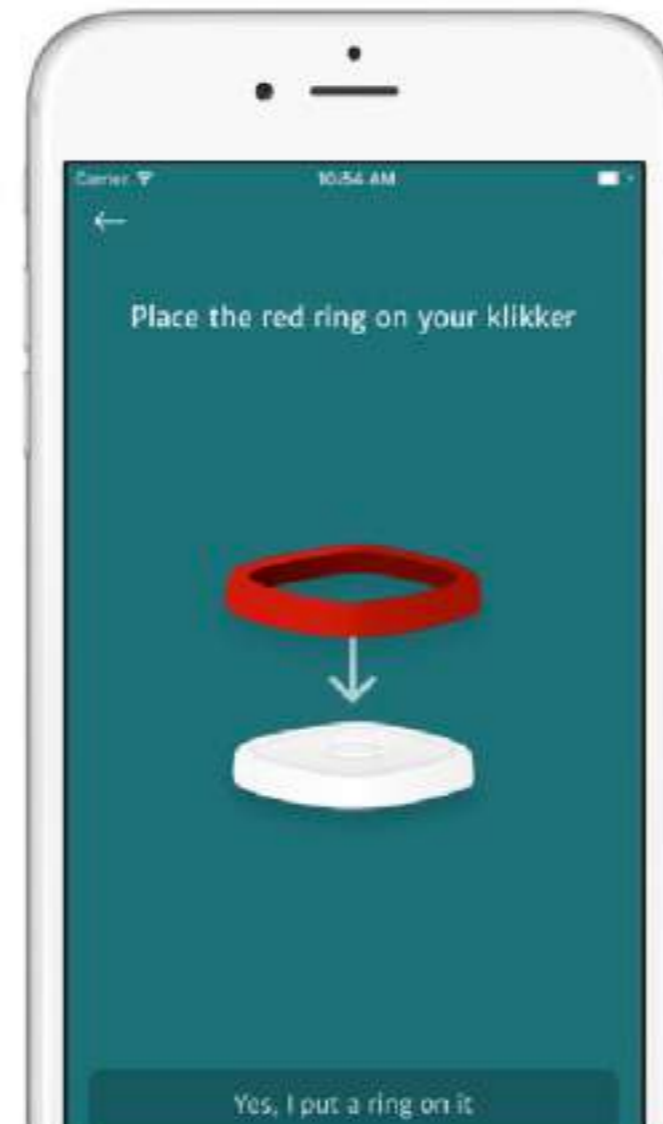 Carrier
10:54 AM
Place the red ring on your klikker
Yes, I put a ring on it